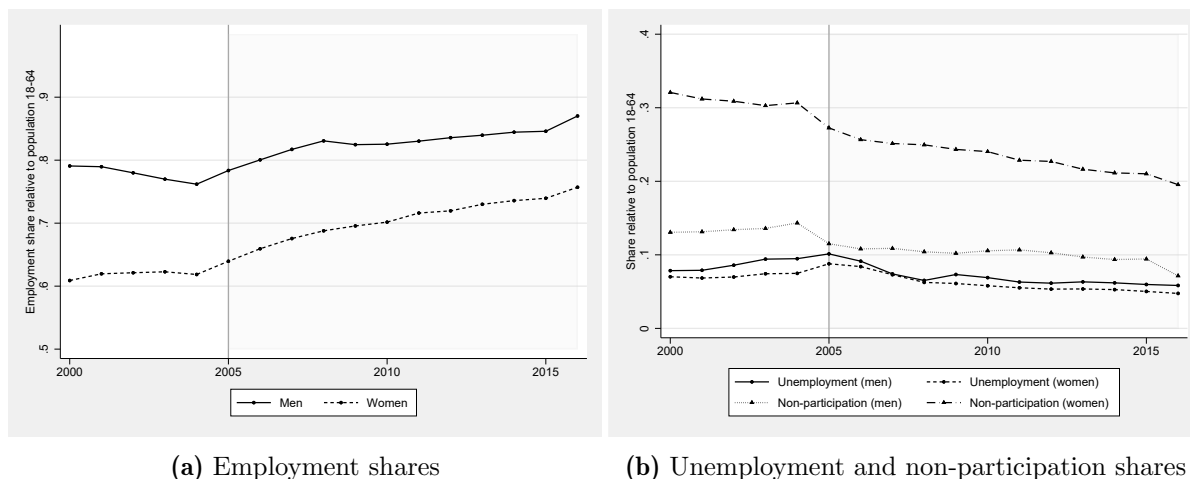 Employment share relative to population 18-64
.5 .6 .7 .8 .9
2000 2005 2010 2015
Men Women
(a) Employment shares
Share relative to population 18-64
0 .1 .2 .3 .4
2000 2005 2010 2015
Unemployment (men) Unemployment (women)
Non-participation (men) Non-participation (women)
(b) Unemployment and non-participation shares